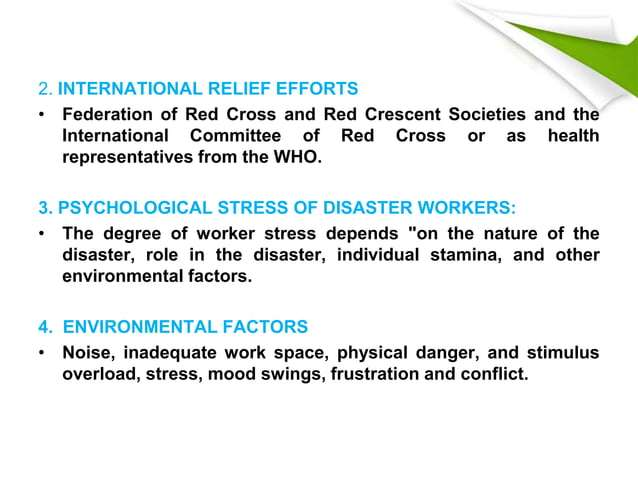 2. INTERNATIONAL RELIEF EFFORTS
• Federation of Red Cross and Red Crescent Societies and the
International Committee of Red Cross or as health
representatives from the WHO.
3. PSYCHOLOGICAL STRESS OF DISASTER WORKERS:
• The degree of worker stress depends "on the nature of the
disaster, role in the disaster, individual stamina, and other
environmental factors.
4. ENVIRONMENTAL FACTORS
• Noise, inadequate work space, physical danger, and stimulus
overload, stress, mood swings, frustration and conflict.